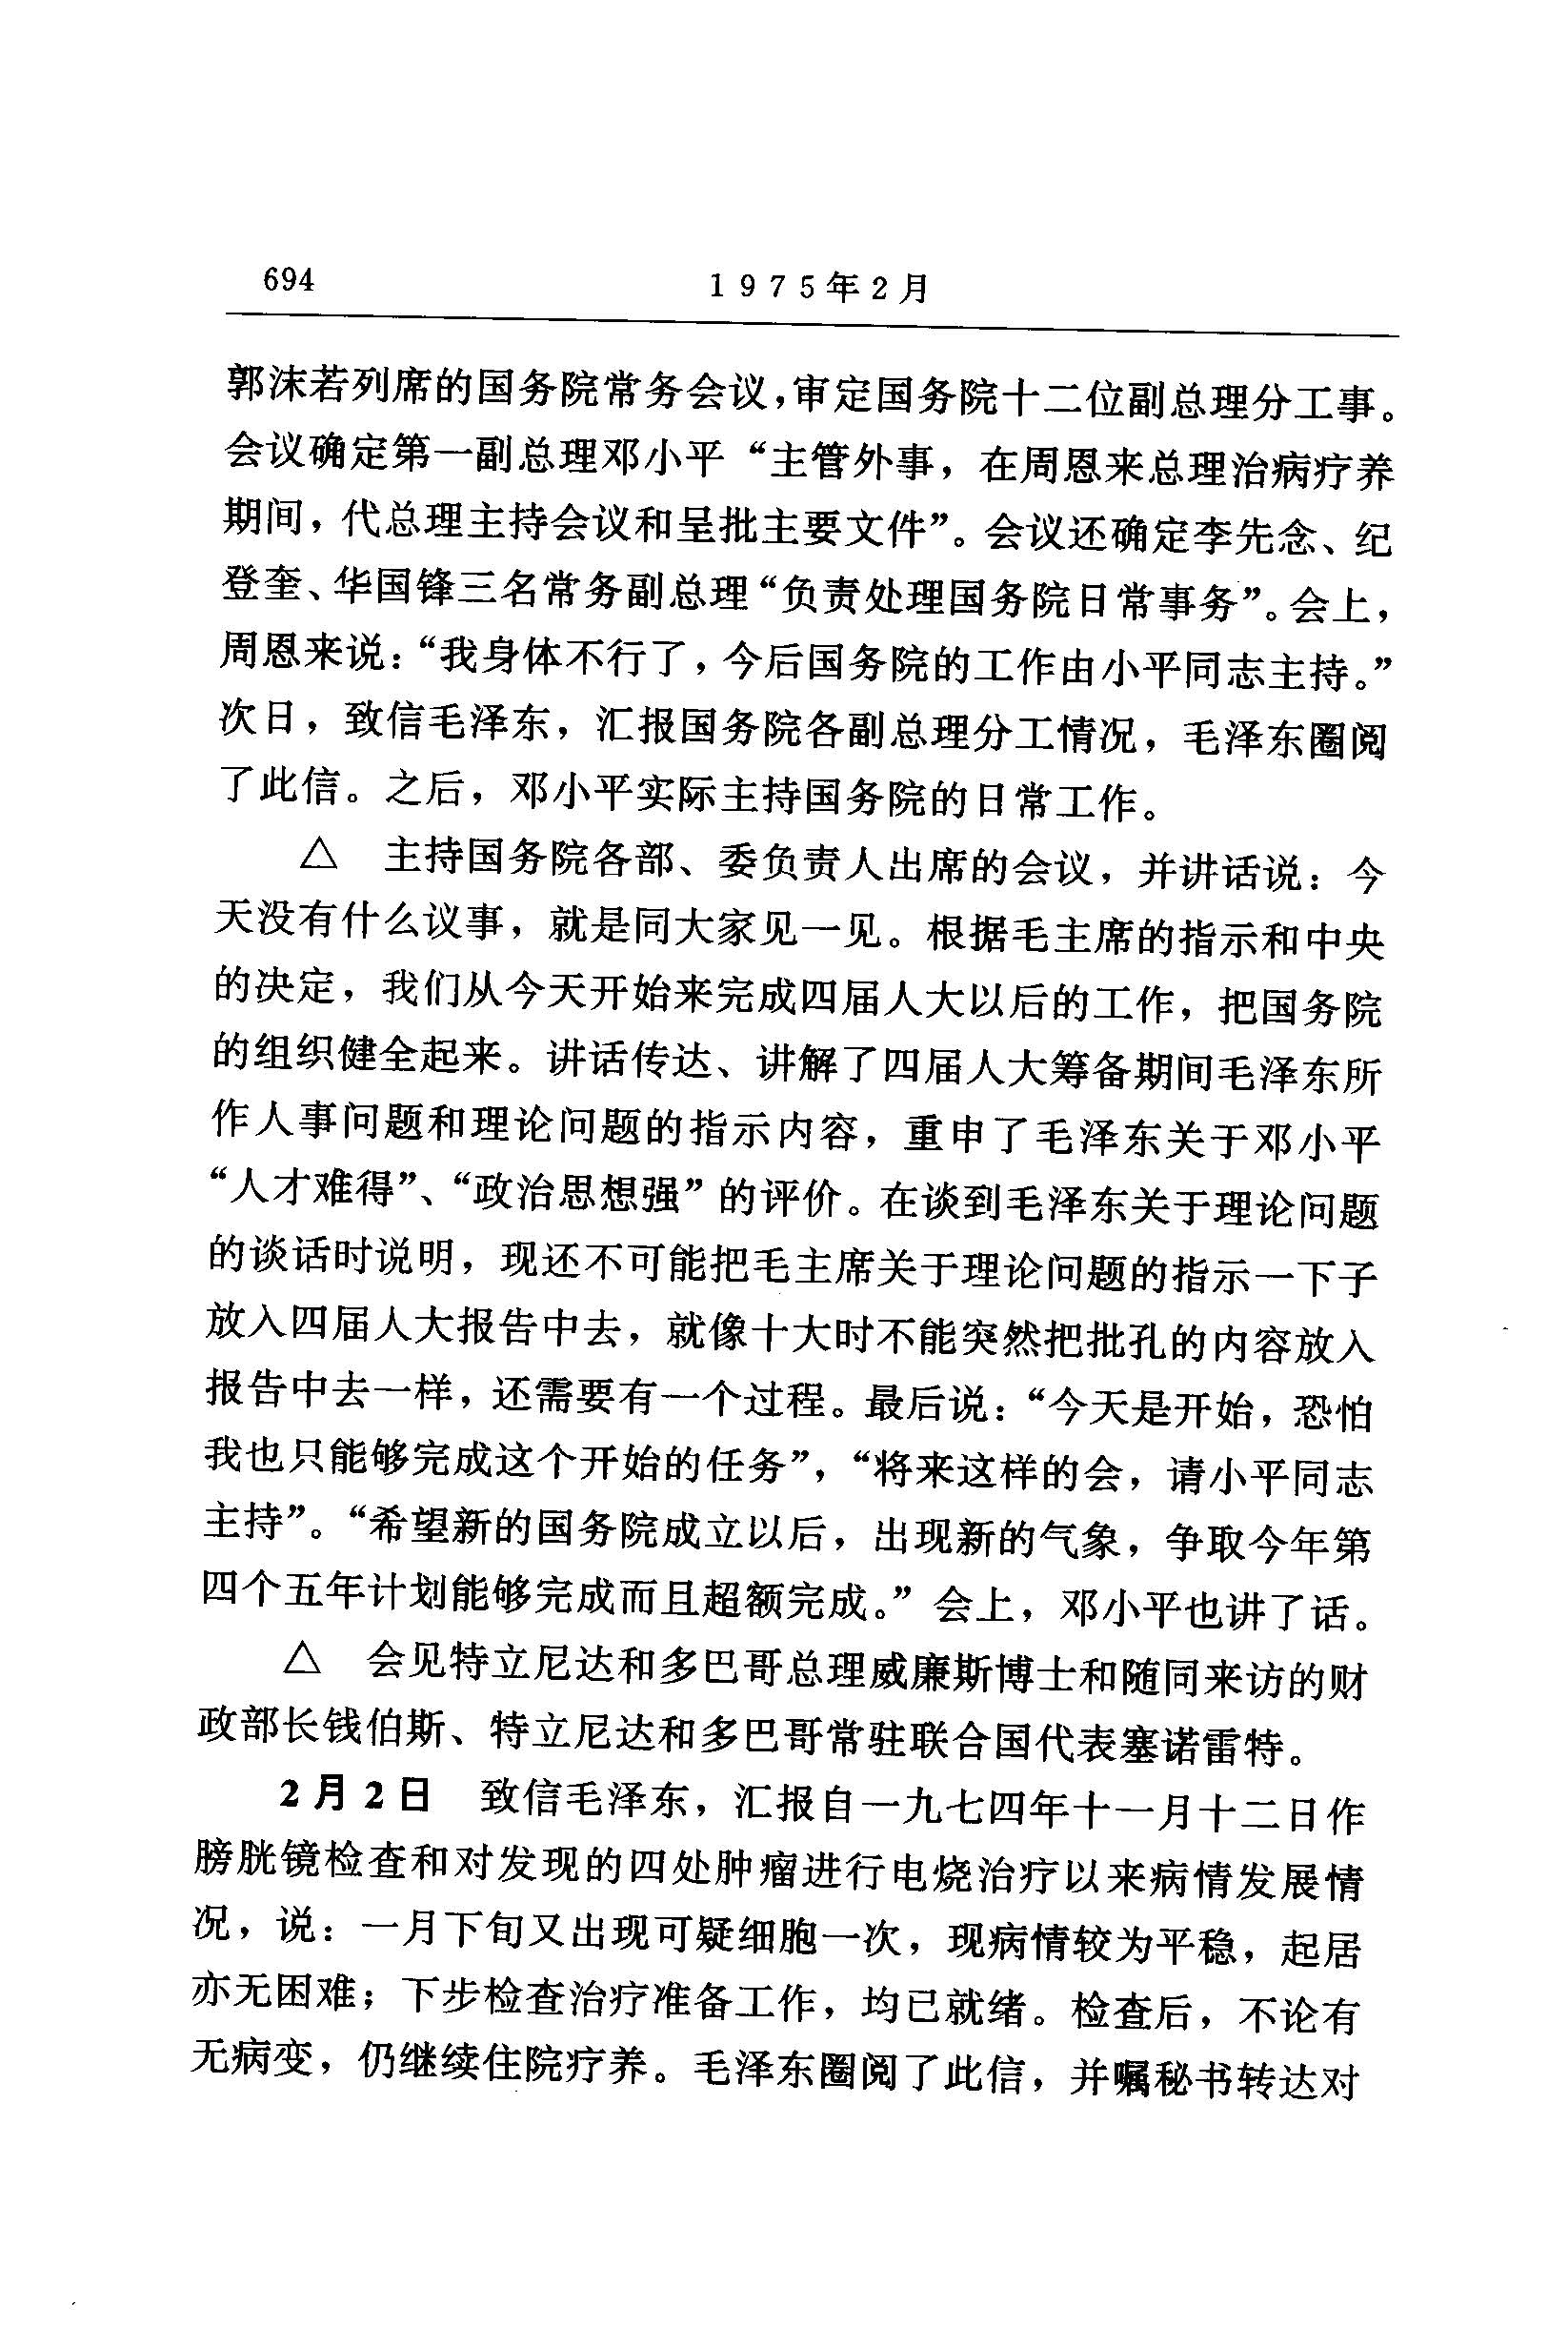 694
1975年2月
郭沫若列席的国务院常务会议,审定国务院十二位副总理分工事。
会议确定第一副总理邓小平“主管外事，在周恩来总理治病疗养
期间，代总理主持会议和呈批主要文件”。会议还确定李先念、纪
登奎、华国锋三名常务副总理“负责处理国务院日常事务”。会上，
周恩来说：“我身体不行了，今后国务院的工作由小平同志主持。”
次日，致信毛泽东，汇报国务院各副总理分工情况，毛泽东圈阅
了此信。之后，邓小平实际主持国务院的日常工作。
△　主持国务院各部、委负责人出席的会议，并讲话说：今
天没有什么议事，就是同大家见一见。根据毛主席的指示和中央
的决定，我们从今天开始来完成四届人大以后的工作，把国务院
的组织健全起来。讲话传达、讲解了四届人大筹备期间毛泽东所
作人事问题和理论问题的指示内容，重申了毛泽东关于邓小平
“人才难得”、“政治思想强”的评价。在谈到毛泽东关于理论问题
的谈话时说明，现还不可能把毛主席关于理论问题的指示一下子
放入四届人大报告中去，就像十大时不能突然把批孔的内容放入
报告中去一样，还需要有一个过程。最后说：“今天是开始，恐怕
我也只能够完成这个开始的任务”，“将来这样的会，请小平同志
主持”。“希望新的国务院成立以后，出现新的气象，争取今年第
四个五年计划能够完成而且超额完成。”会上，邓小平也讲了话。
△　会见特立尼达和多巴哥总理威廉斯博士和随同来访的财
政部长钱伯斯、特立尼达和多巴哥常驻联合国代表塞诺雷特。
2月2日　致信毛泽东，汇报自一九七四年十一月十二日作
膀胱镜检查和对发现的四处肿瘤进行电烧治疗以来病情发展情
况，说：一月下旬又出现可疑细胞一次，现病情较为平稳，起居
亦无困难；下步检查治疗准备工作，均已就绪。检查后，不论有
无病变，仍继续住院疗养。毛泽东圈阅了此信，并嘱秘书转达对